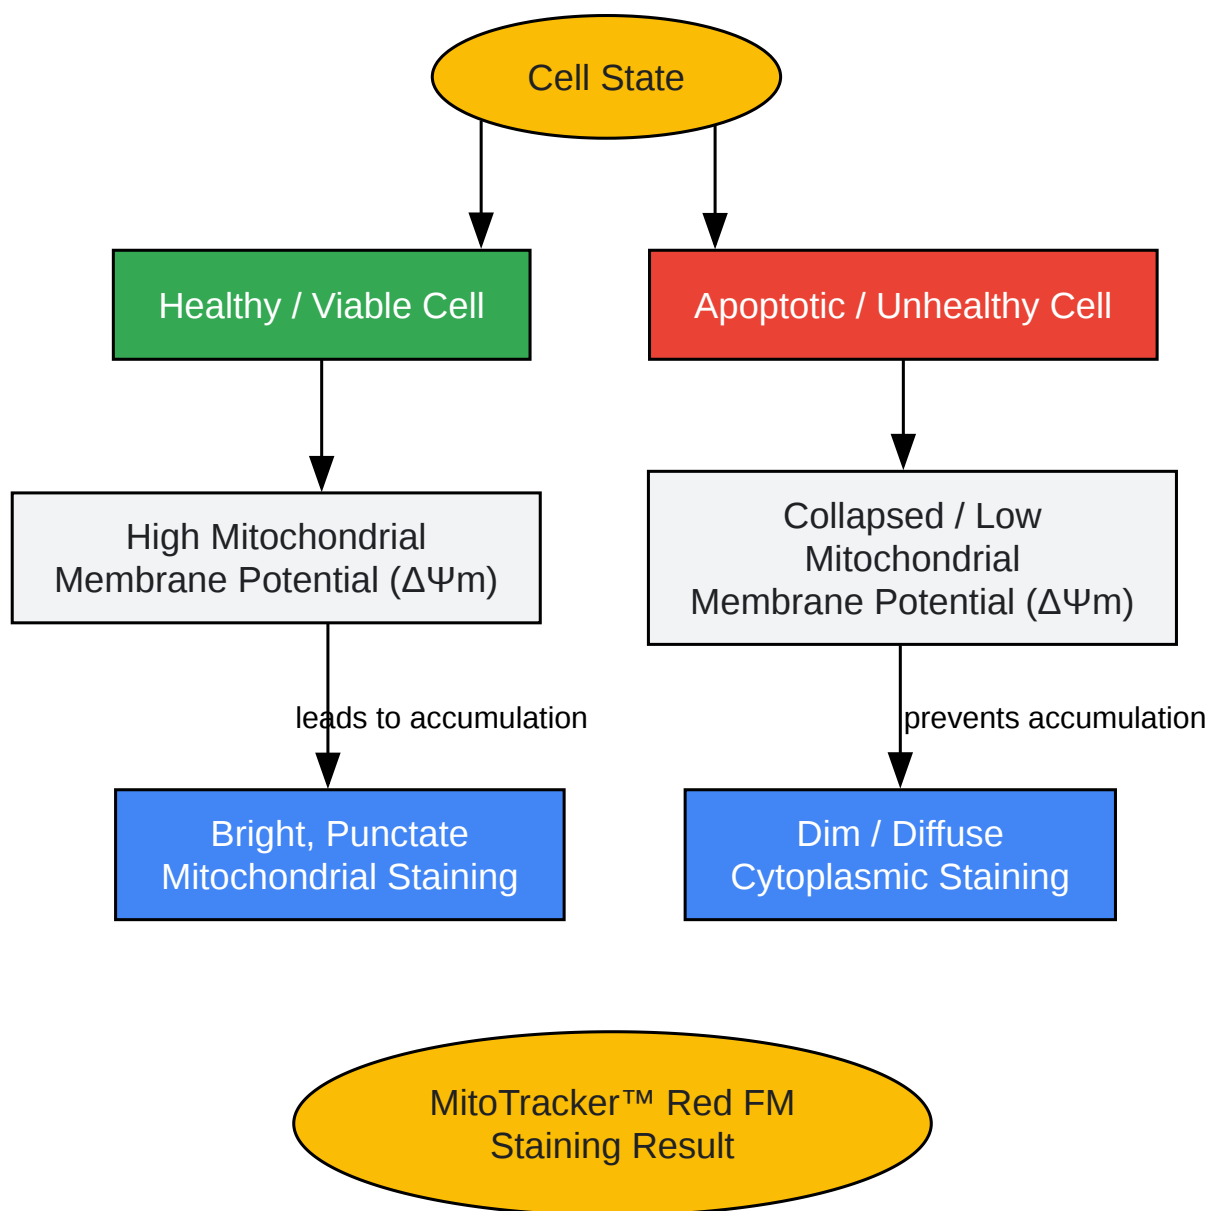 Cell State
Healthy / Viable Cell
Apoptotic / Unhealthy Cell
High Mitochondrial
Membrane Potential (ΔΨm)
Collapsed / Low
Mitochondrial
Membrane Potential (ΔΨm)
leads to accumulation
prevents accumulation
Bright, Punctate
Mitochondrial Staining
Dim / Diffuse
Cytoplasmic Staining
MitoTracker™ Red FM
Staining Result